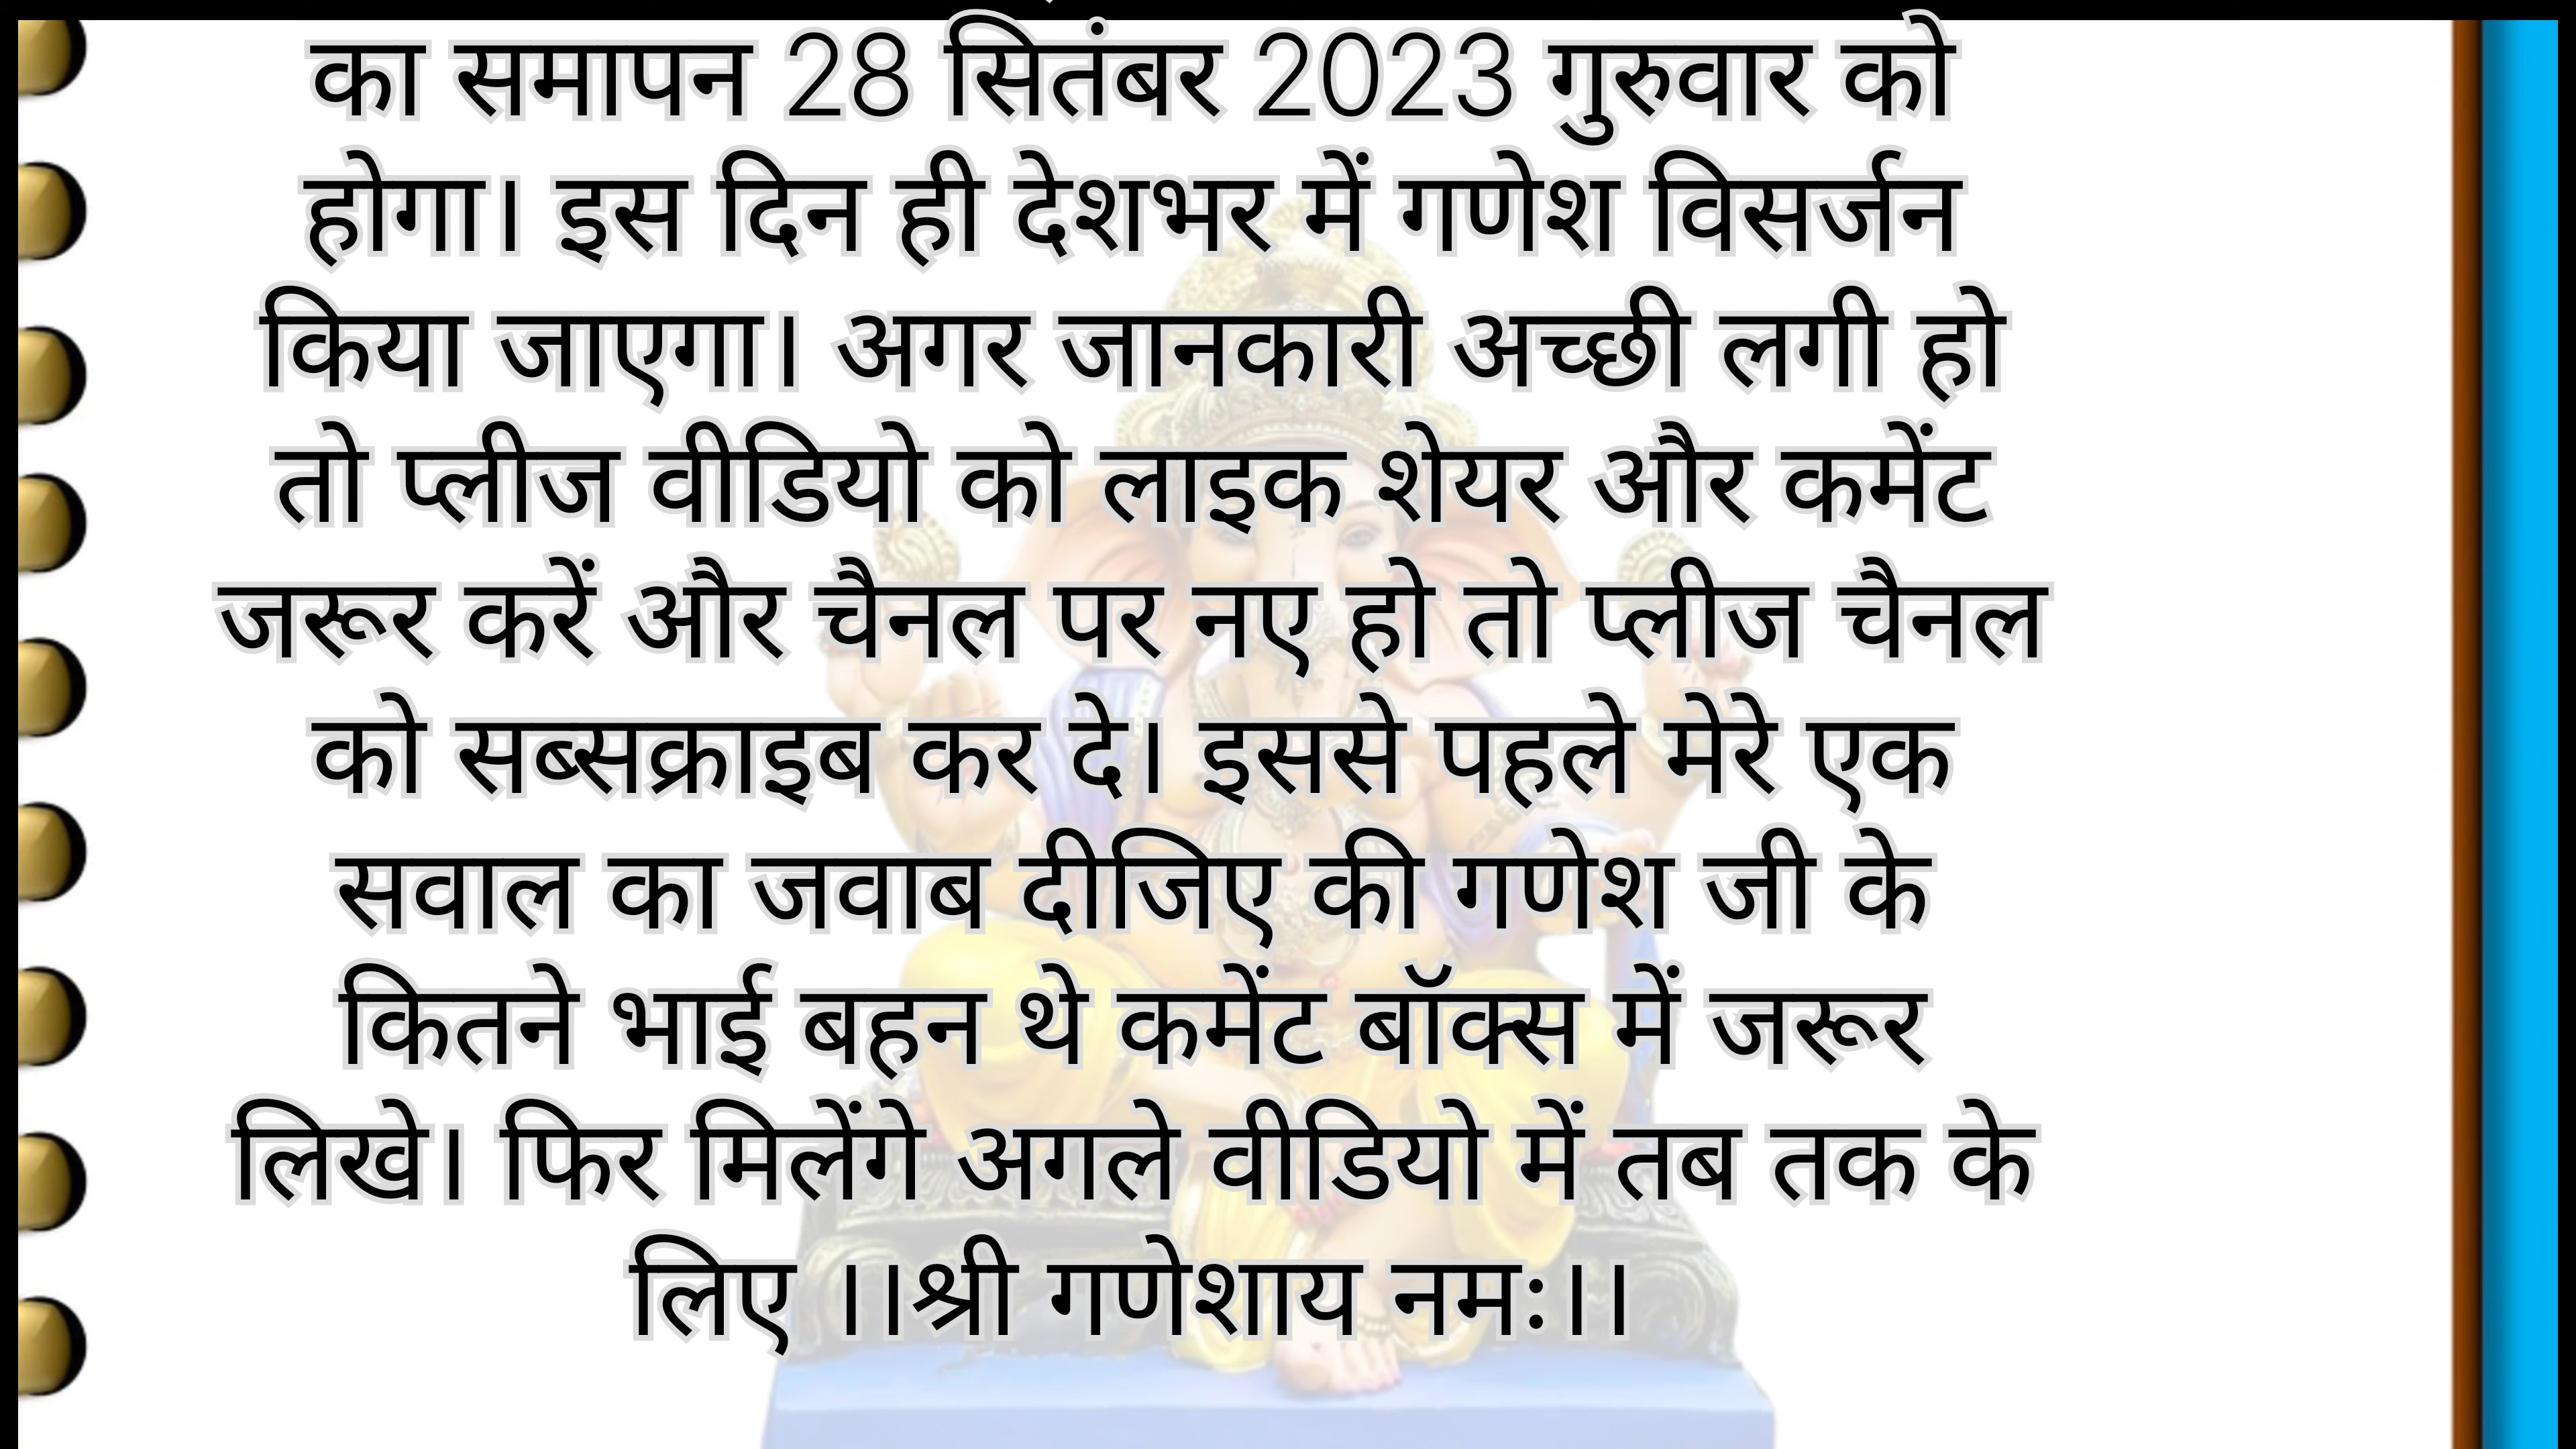 का समापन 28 सितंबर 2023 गुरुवार को
होगा। इस दिन ही देशभर में गणेश विसर्जन
किया जाएगा। अगर जानकारी अच्छी लगी हो
तो प्लीज वीडियो को लाइक शेयर और कमेंट
जरूर करें और चैनल पर नए हो तो प्लीज चैनल
को सब्सक्राइब कर दे। इससे पहले मेरे एक
सवाल का जवाब दीजिए की गणेश जी के
कितने भाई बहन थे कमेंट बॉक्स में जरूर
लिखे। फिर मिलेंगे अगले वीडियो में तब तक के
लिए ।।श्री गणेशाय नमः।।